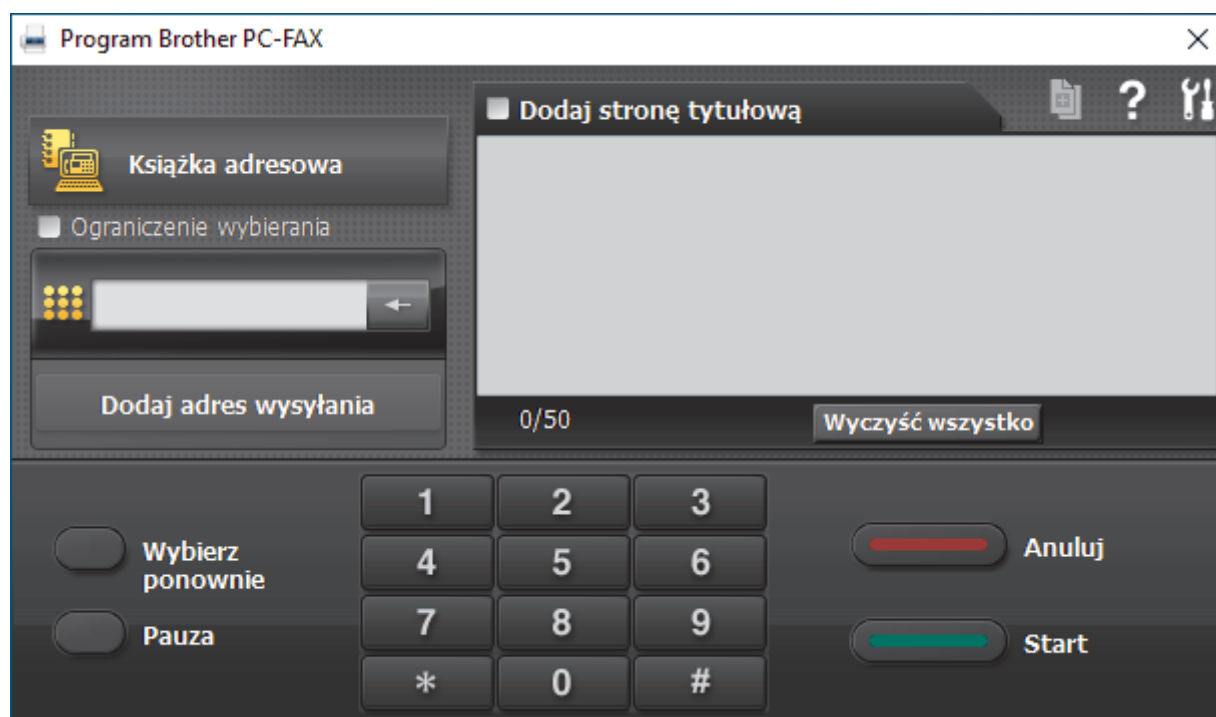 Program Brother PC-FAX
Dodaj stronę tytułową
?
Książka adresowa
Ograniczenie wybierania
Dodaj adres wysyłania
0/50
Wyczyść wszystko
1 2 3
4 5 6
7 8 9
* 0 #
Wybierz
ponownie
Pauza
Anuluj
Start